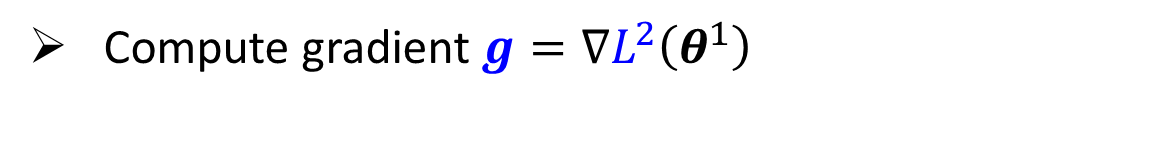 ➢ Compute gradient 𝒈 = ∇𝐿²(𝜽¹)